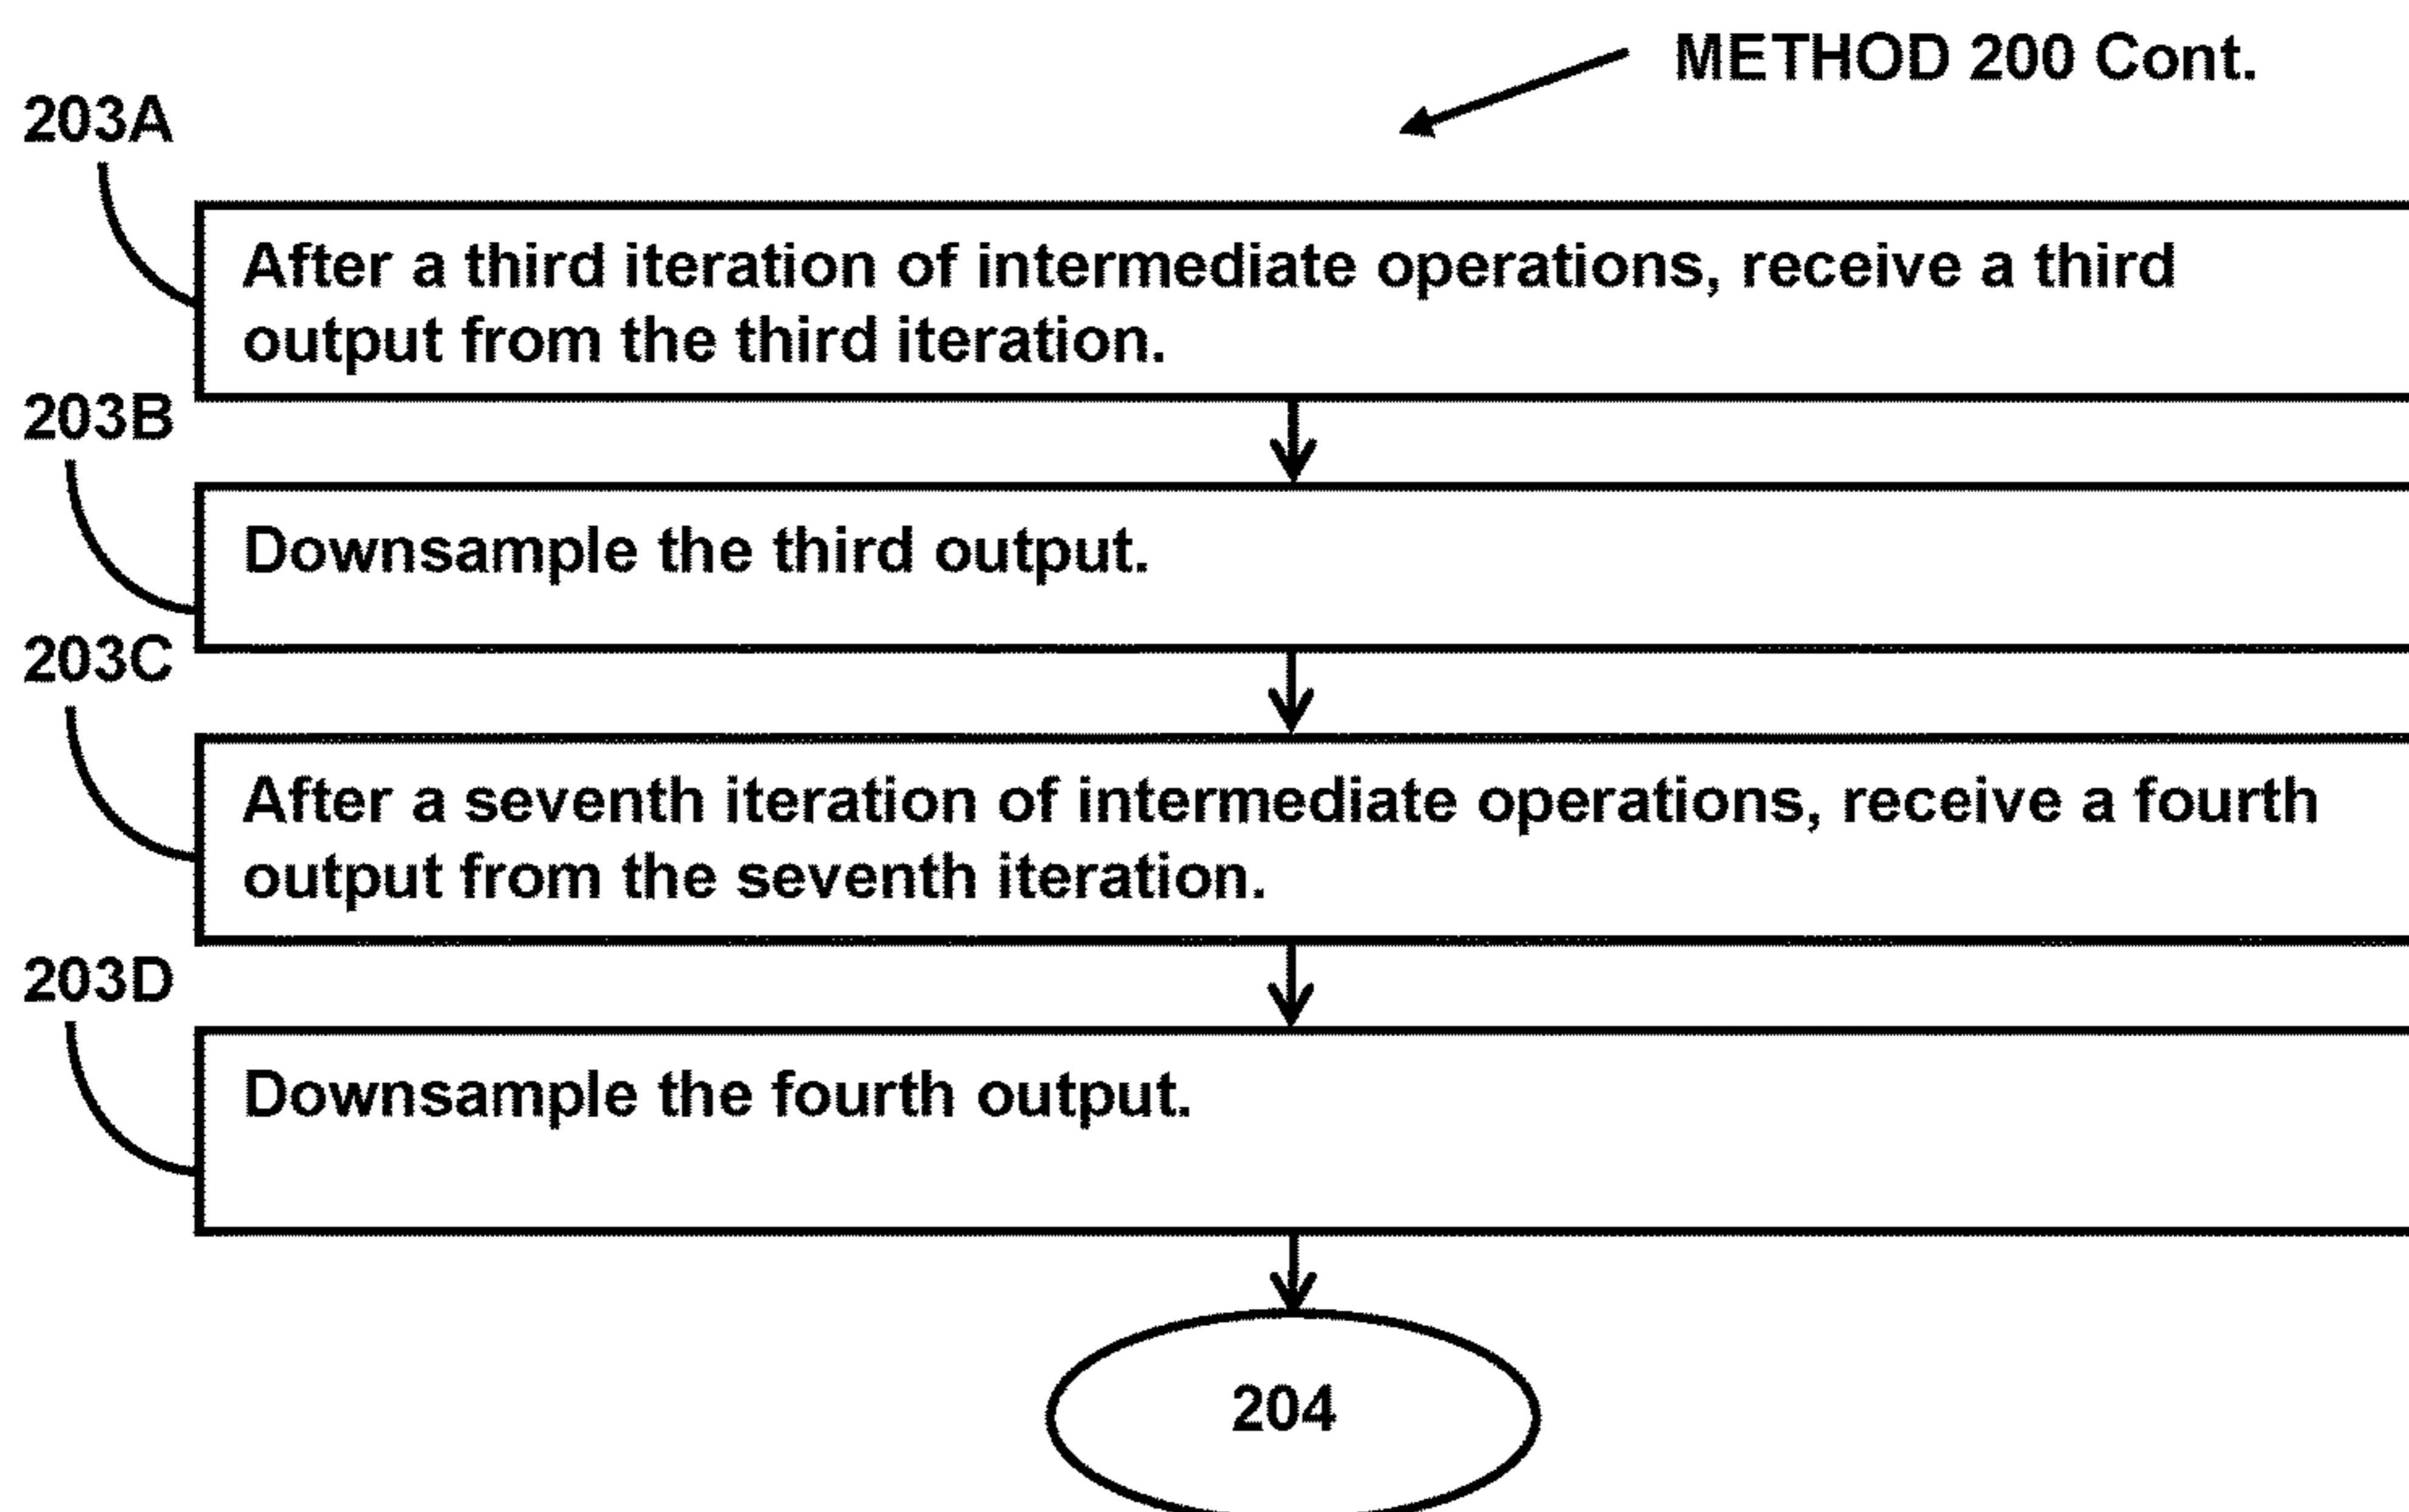 METHOD 200 Cont.
203A
After a third iteration of intermediate operations, receive a third
output from the third iteration.
203B
Downsample the third output.
203C
After a seventh iteration of intermediate operations, receive a fourth
output from the seventh iteration.
203D
Downsample the fourth output.
204